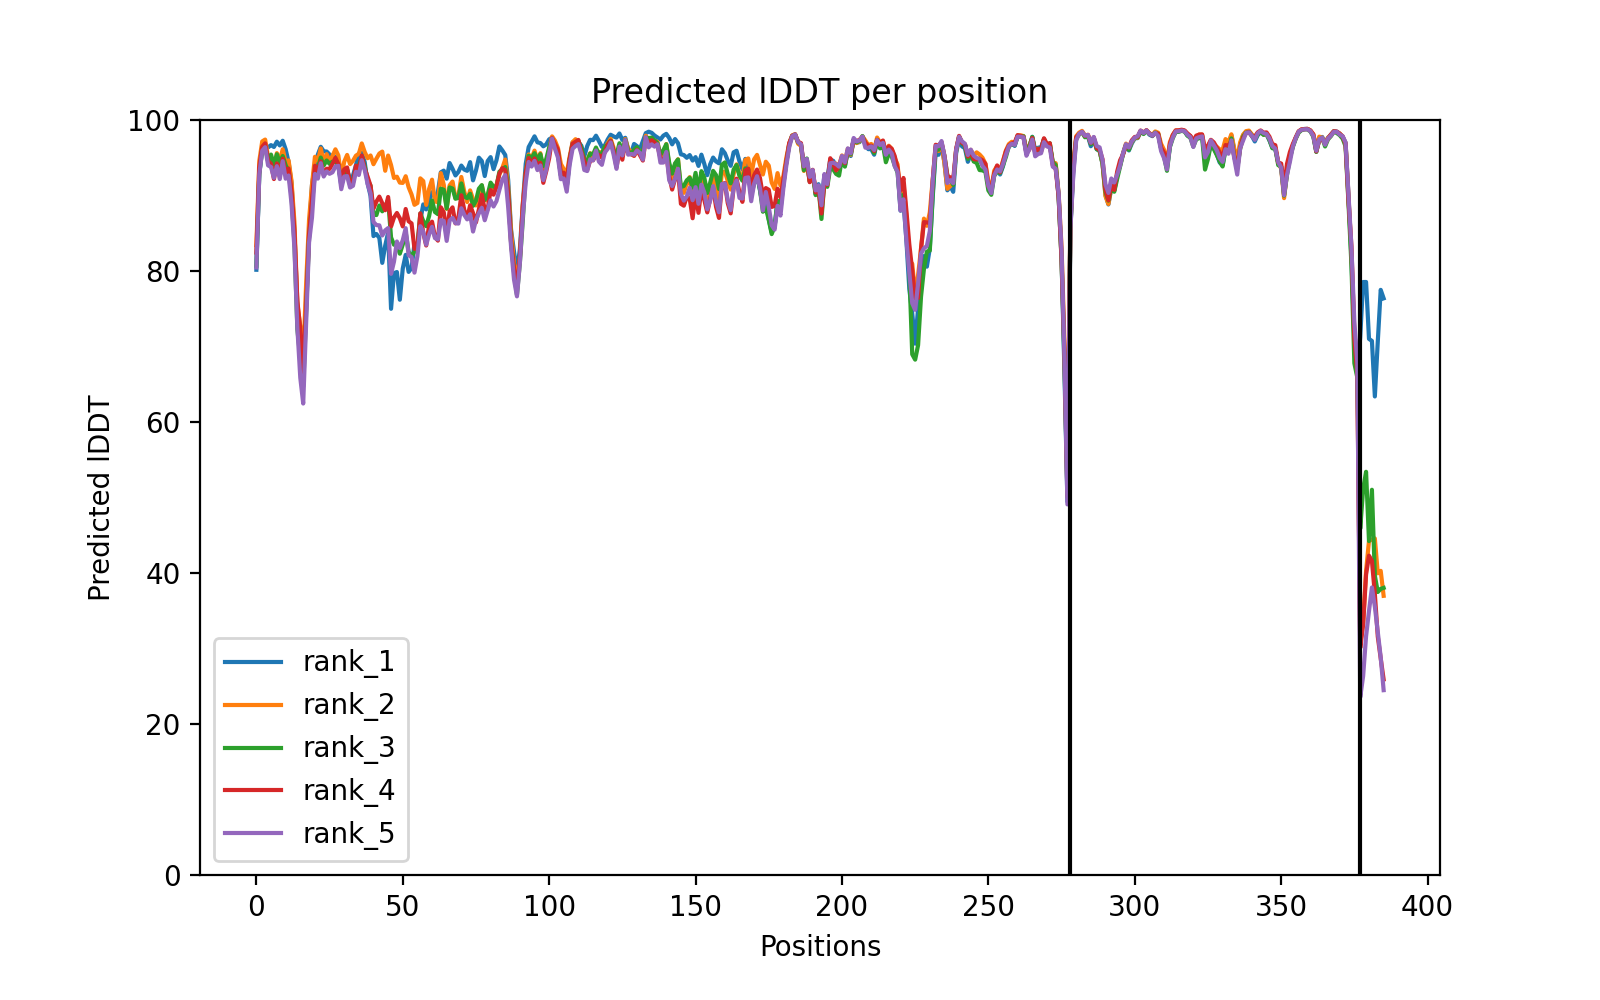 Predicted lDDT per position
100
80
60
40
20
0
Predicted lDDT
rank_1
rank_2
rank_3
rank_4
rank_5
0 50 100 150 200 250 300 350 400
Positions